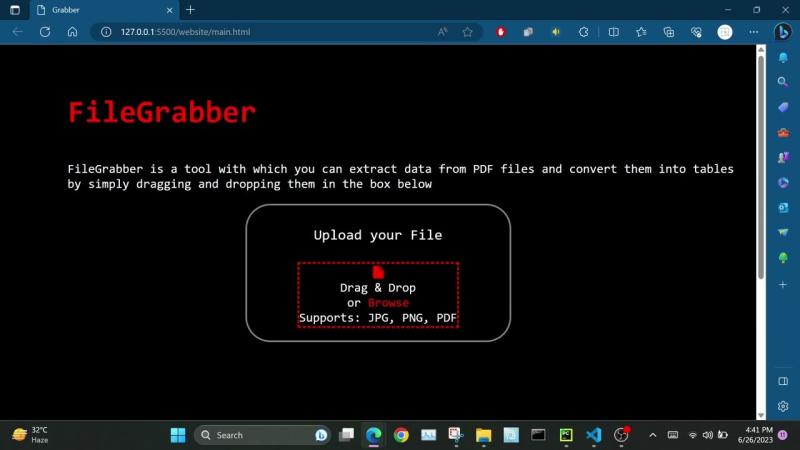 Grabber
127.0.0.1:5500/website/main.html
FileGrabber
FileGrabber is a tool with which you can extract data from PDF files and convert them into tables
by simply dragging and dropping them in the box below
Upload your File
Drag & Drop
or Browse
Supports: JPG, PNG, PDF
32°C
Haze
Search
4:41 PM
6/26/2023